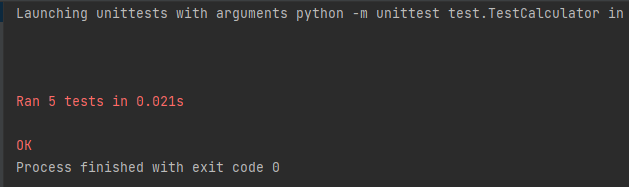 Launching unittests with arguments python -m unittest test.TestCalculator in
Ran 5 tests in 0.021s
OK
Process finished with exit code 0